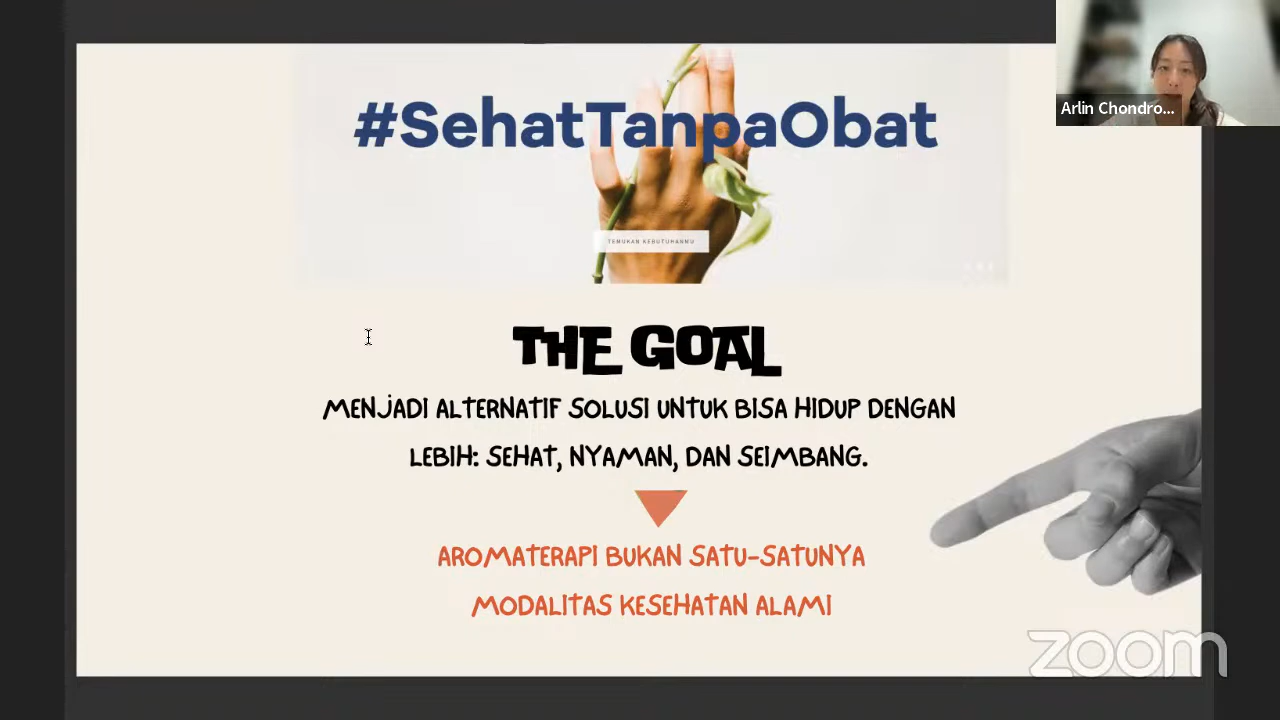 #SehatTanpaObat
Arlin Chondro...
TEMUKAN KEBUTUHANMU
THE GOAL
MENJADI ALTERNATIF SOLUSI UNTUK BISA HIDUP DENGAN
LEBIH: SEHAT, NYAMAN, DAN SEIMBANG.
AROMATERAPI BUKAN SATU-SATUNYA
MODALITAS KESEHATAN ALAMI
zoom